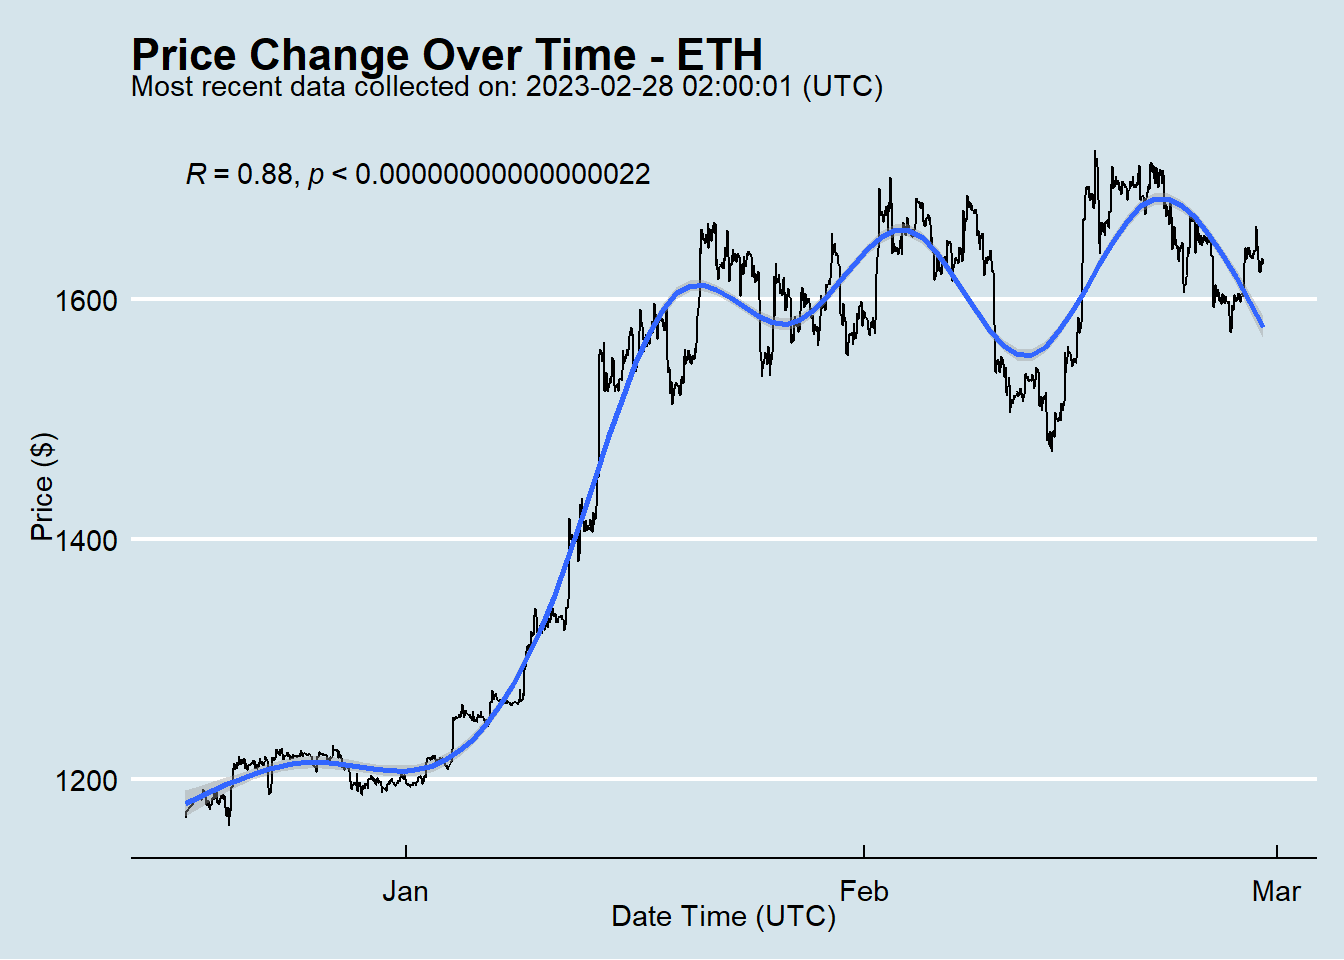 Price Change Over Time - ETH
Most recent data collected on: 2023-02-28 02:00:01 (UTC)
R = 0.88, p < 0.00000000000000022
Price ($)
1600
1400
1200
Jan
Feb
Mar
Date Time (UTC)